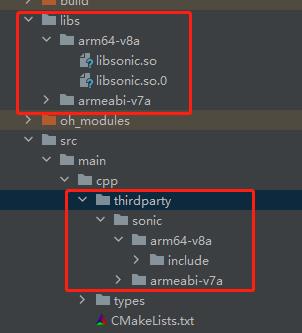 build
libs
arm64-v8a
libsonic.so
libsonic.so.0
armeabi-v7a
oh_modules
src
main
cpp
thirdparty
sonic
arm64-v8a
include
armeabi-v7a
types
CMakeLists.txt